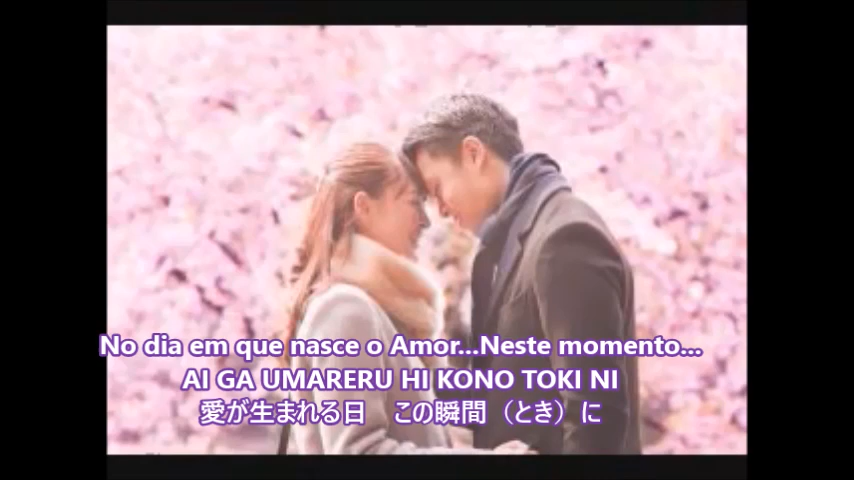 No dia em que nasce o Amor...Neste momento...
AI GA UMARERU HI KONO TOKI NI
愛が生まれる日　この瞬間（とき）に